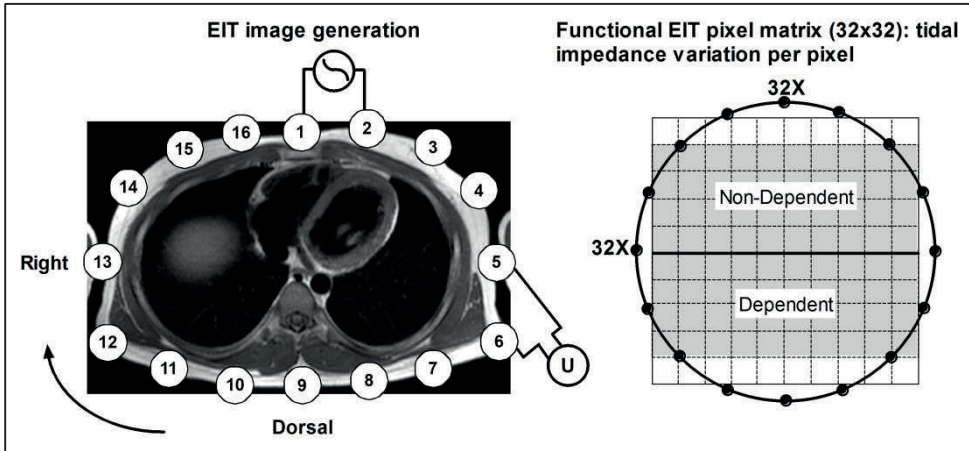 EIT image generation
Functional EIT pixel matrix (32x32): tidal
impedance variation per pixel
1
2
3
4
5
6
7
8
9
10
11
12
13
14
15
16
Right
Dorsal
U
32X
32X
Non-Dependent
Dependent